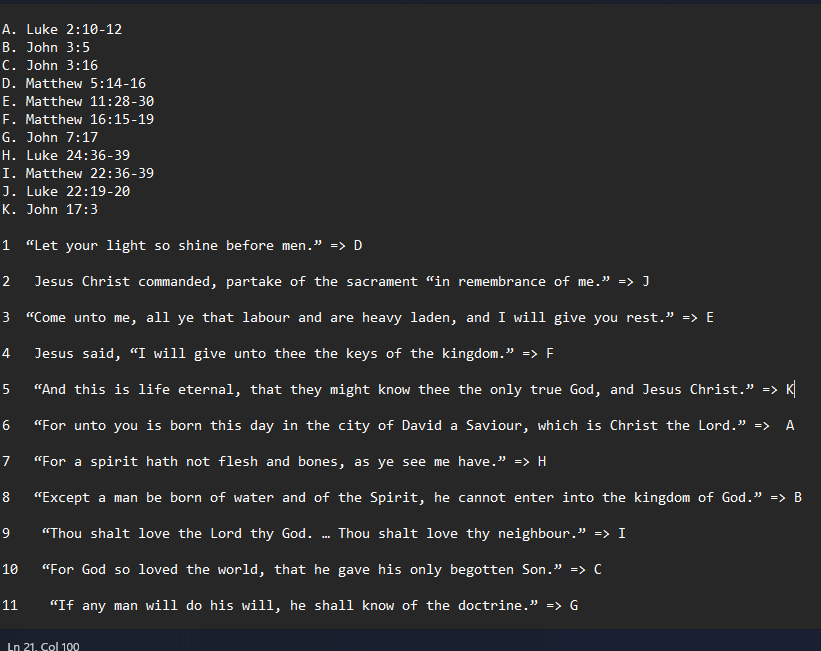 A. Luke 2:10-12
B. John 3:5
C. John 3:16
D. Matthew 5:14-16
E. Matthew 11:28-30
F. Matthew 16:15-19
G. John 7:17
H. Luke 24:36-39
I. Matthew 22:36-39
J. Luke 22:19-20
K. John 17:3
1 “Let your light so shine before men.” => D
2 Jesus Christ commanded, partake of the sacrament “in remembrance of me.” => J
3 “Come unto me, all ye that labour and are heavy laden, and I will give you rest.” => E
4 Jesus said, “I will give unto thee the keys of the kingdom.” => F
5 “And this is life eternal, that they might know thee the only true God, and Jesus Christ.” => K
6 “For unto you is born this day in the city of David a Saviour, which is Christ the Lord.” => A
7 “For a spirit hath not flesh and bones, as ye see me have.” => H
8 “Except a man be born of water and of the Spirit, he cannot enter into the kingdom of God.” => B
9 “Thou shalt love the Lord thy God. … Thou shalt love thy neighbour.” => I
10 “For God so loved the world, that he gave his only begotten Son.” => C
11 “If any man will do his will, he shall know of the doctrine.” => G
Ln 21, Col 100